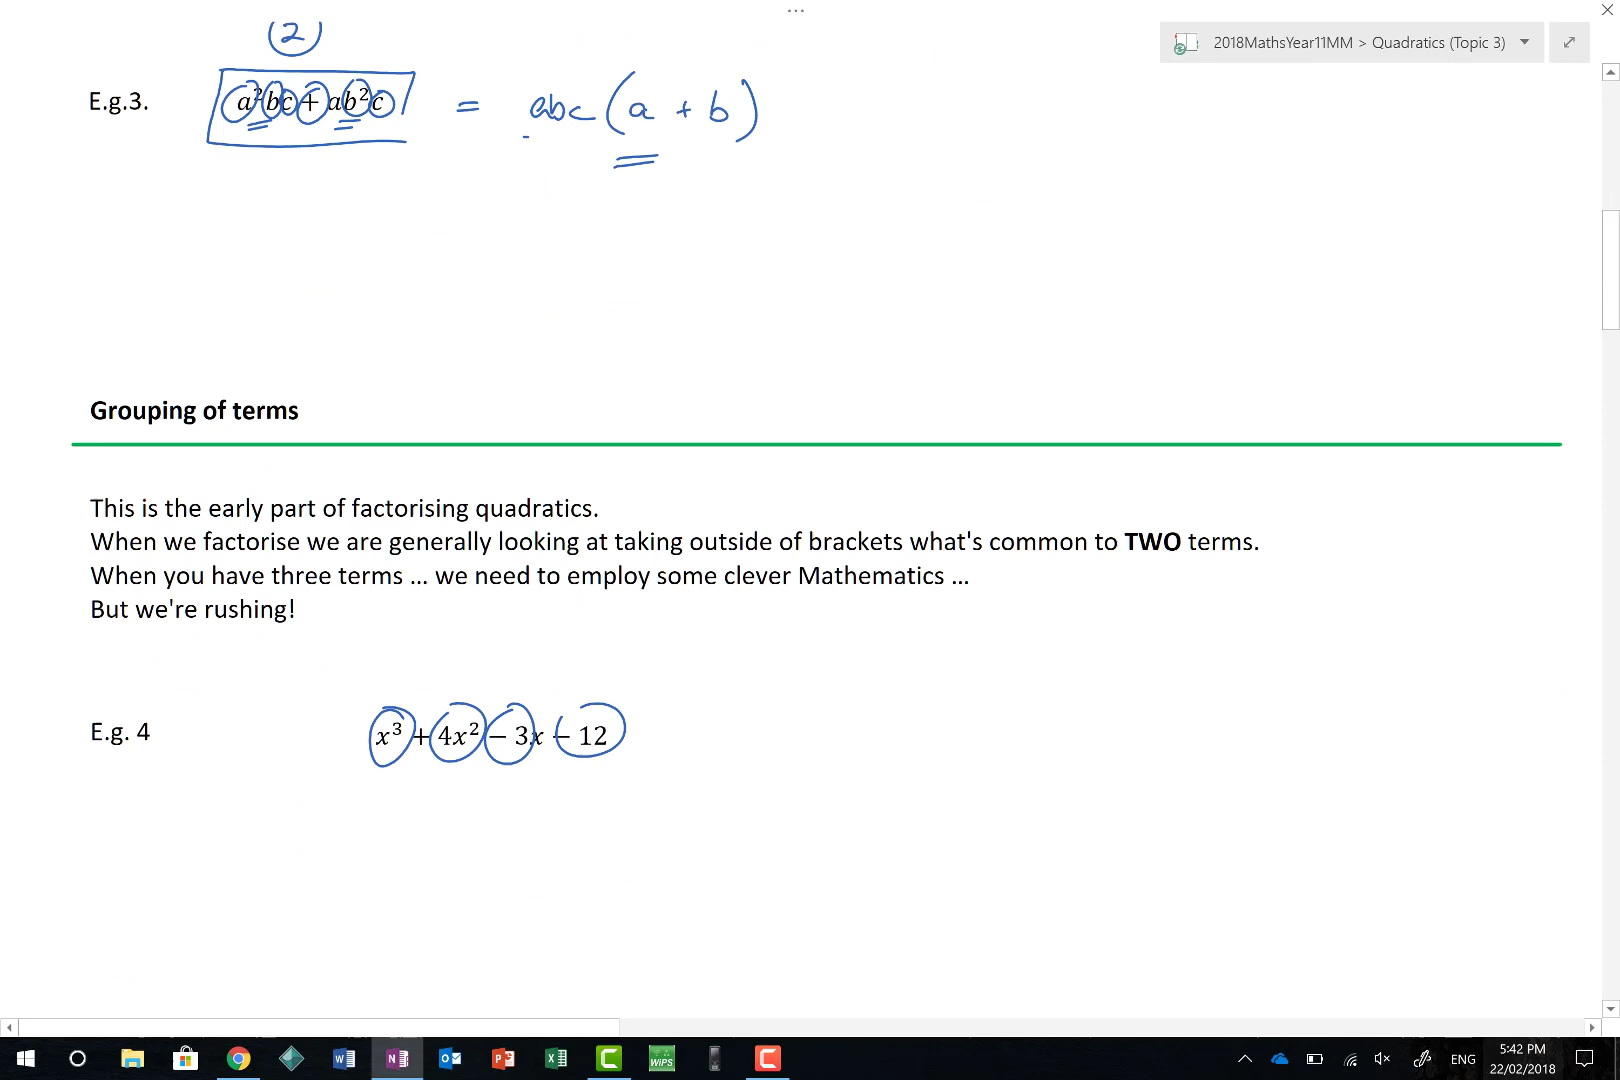 ...
2018MathsYear11MM > Quadratics (Topic 3)
(2)
E.g.3. a²bc + ab²c = abc (a + b)
Grouping of terms
This is the early part of factorising quadratics.
When we factorise we are generally looking at taking outside of brackets what's common to TWO terms.
When you have three terms ... we need to employ some clever Mathematics ...
But we're rushing!
E.g. 4 x³ + 4x² − 3x − 12
WiPS
ENG
5:42 PM
22/02/2018